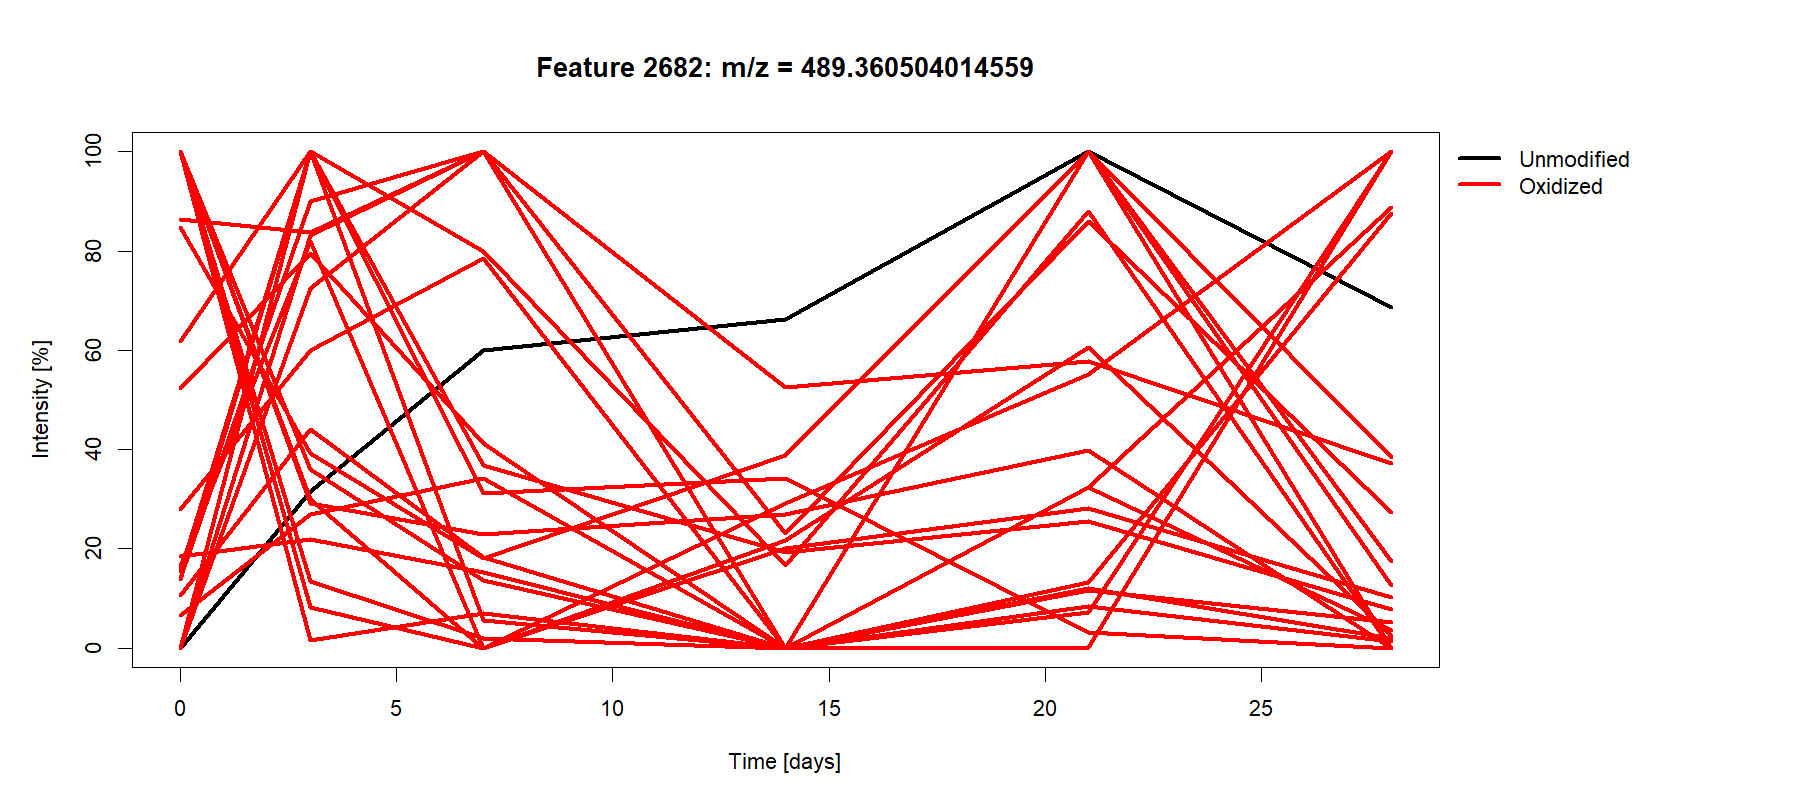 Feature 2682: m/z = 489.360504014559
Unmodified
Oxidized
Intensity [%]
100
80
60
40
20
0
0 5 10 15 20 25
Time [days]